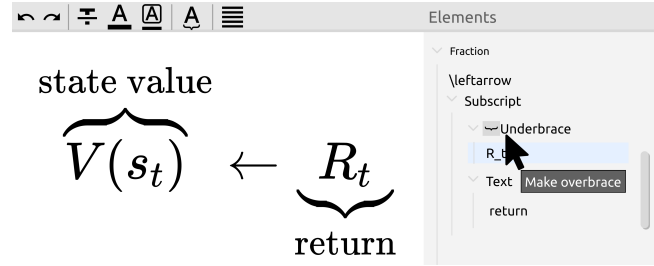 A A A
Elements
Fraction
\leftarrow
Subscript
Underbrace
R_t
Text
Make overbrace
return
state value
V(s_t) ← R_t
return